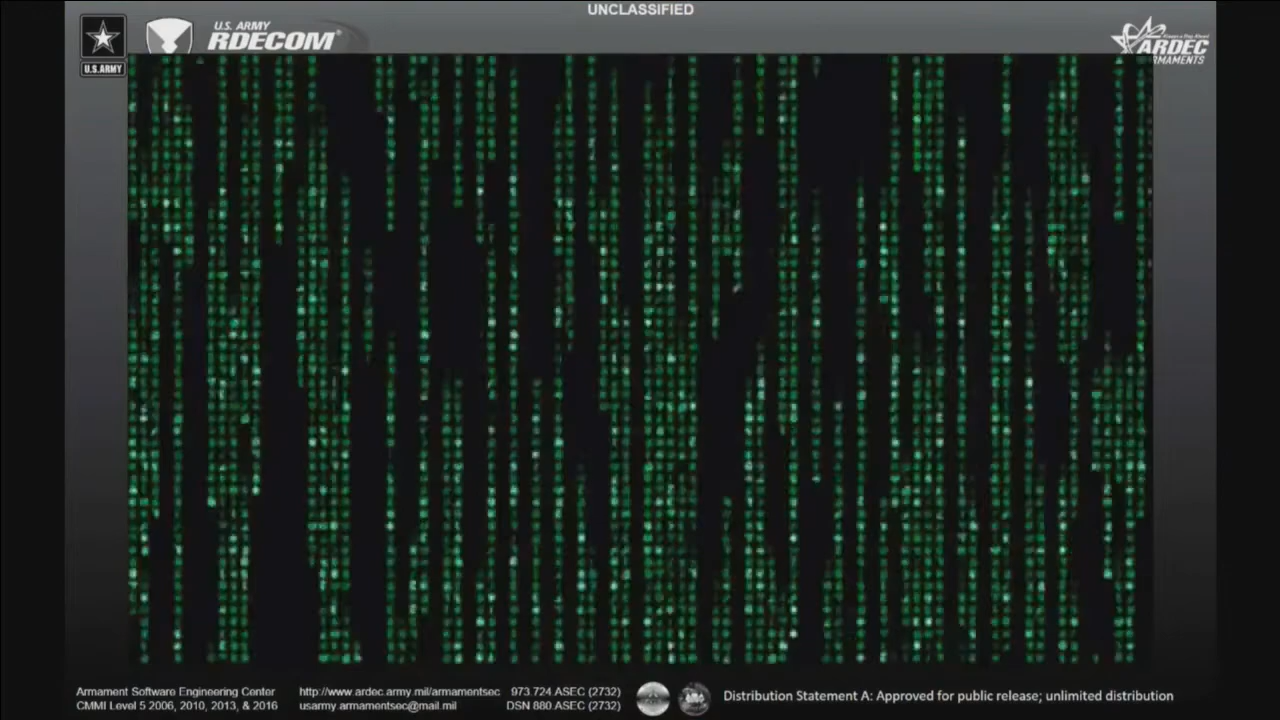 UNCLASSIFIED
U.S. ARMY
RDECOM®
U.S.ARMY
ARDEC
ARMAMENTS
Armament Software Engineering Center
CMMI Level 5 2006, 2010, 2013, & 2016
http://www.ardec.army.mil/armamentsec
usarmy.armamentsec@mail.mil
973.724.ASEC (2732)
DSN 880.ASEC (2732)
Distribution Statement A: Approved for public release; unlimited distribution